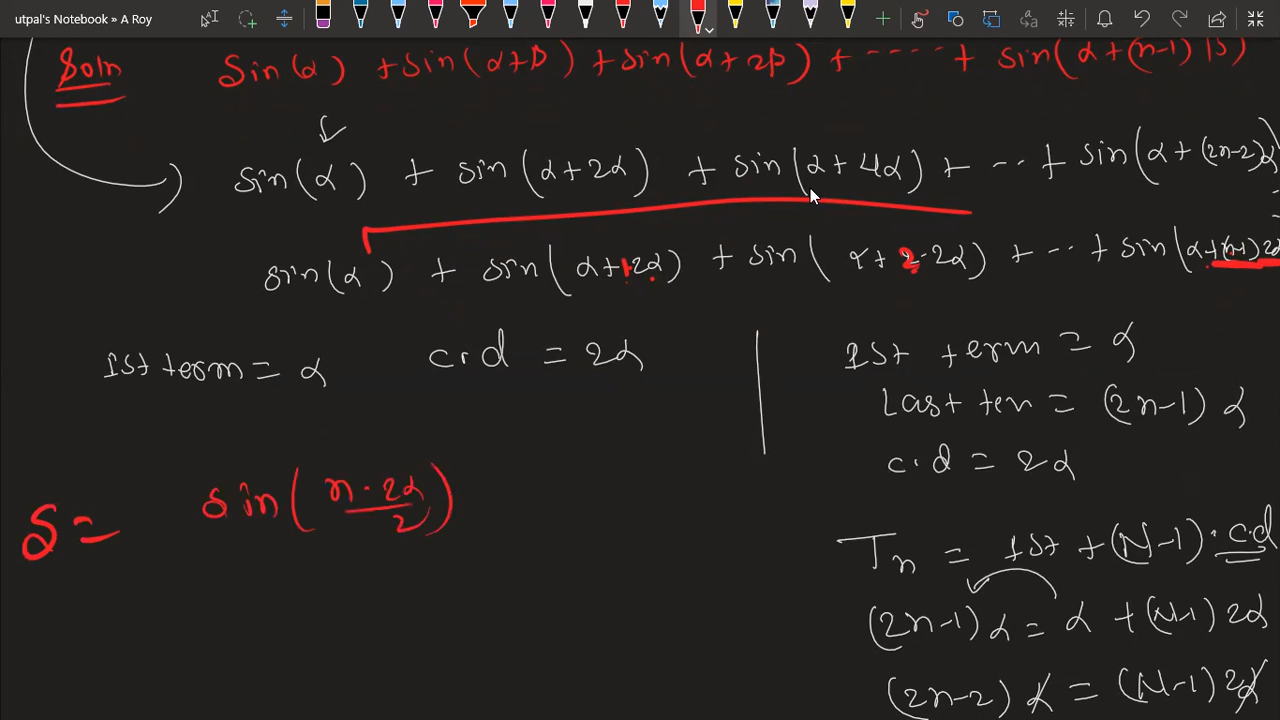 utpal's Notebook » A Roy
Soln sin(α) + sin(α+β) + sin(α+2β) + ----- + sin(α+(n-1)β)
sin(α) + sin(α+2α) + sin(α+4α) + -- + sin(α+(2n-2)α
sin(α) + sin(α+1·2α) + sin(α+2·2α) + -- + sin(α+(n-1)2α
1st term = α c.d = 2α
1st term = α
Last ten = (2n-1) α
c.d = 2α
S = sin(n·2α/2)
Tn = 1st + (N-1)·c.d
(2n-1)α = α + (N-1) 2α
(2n-2) α = (N-1) 2α